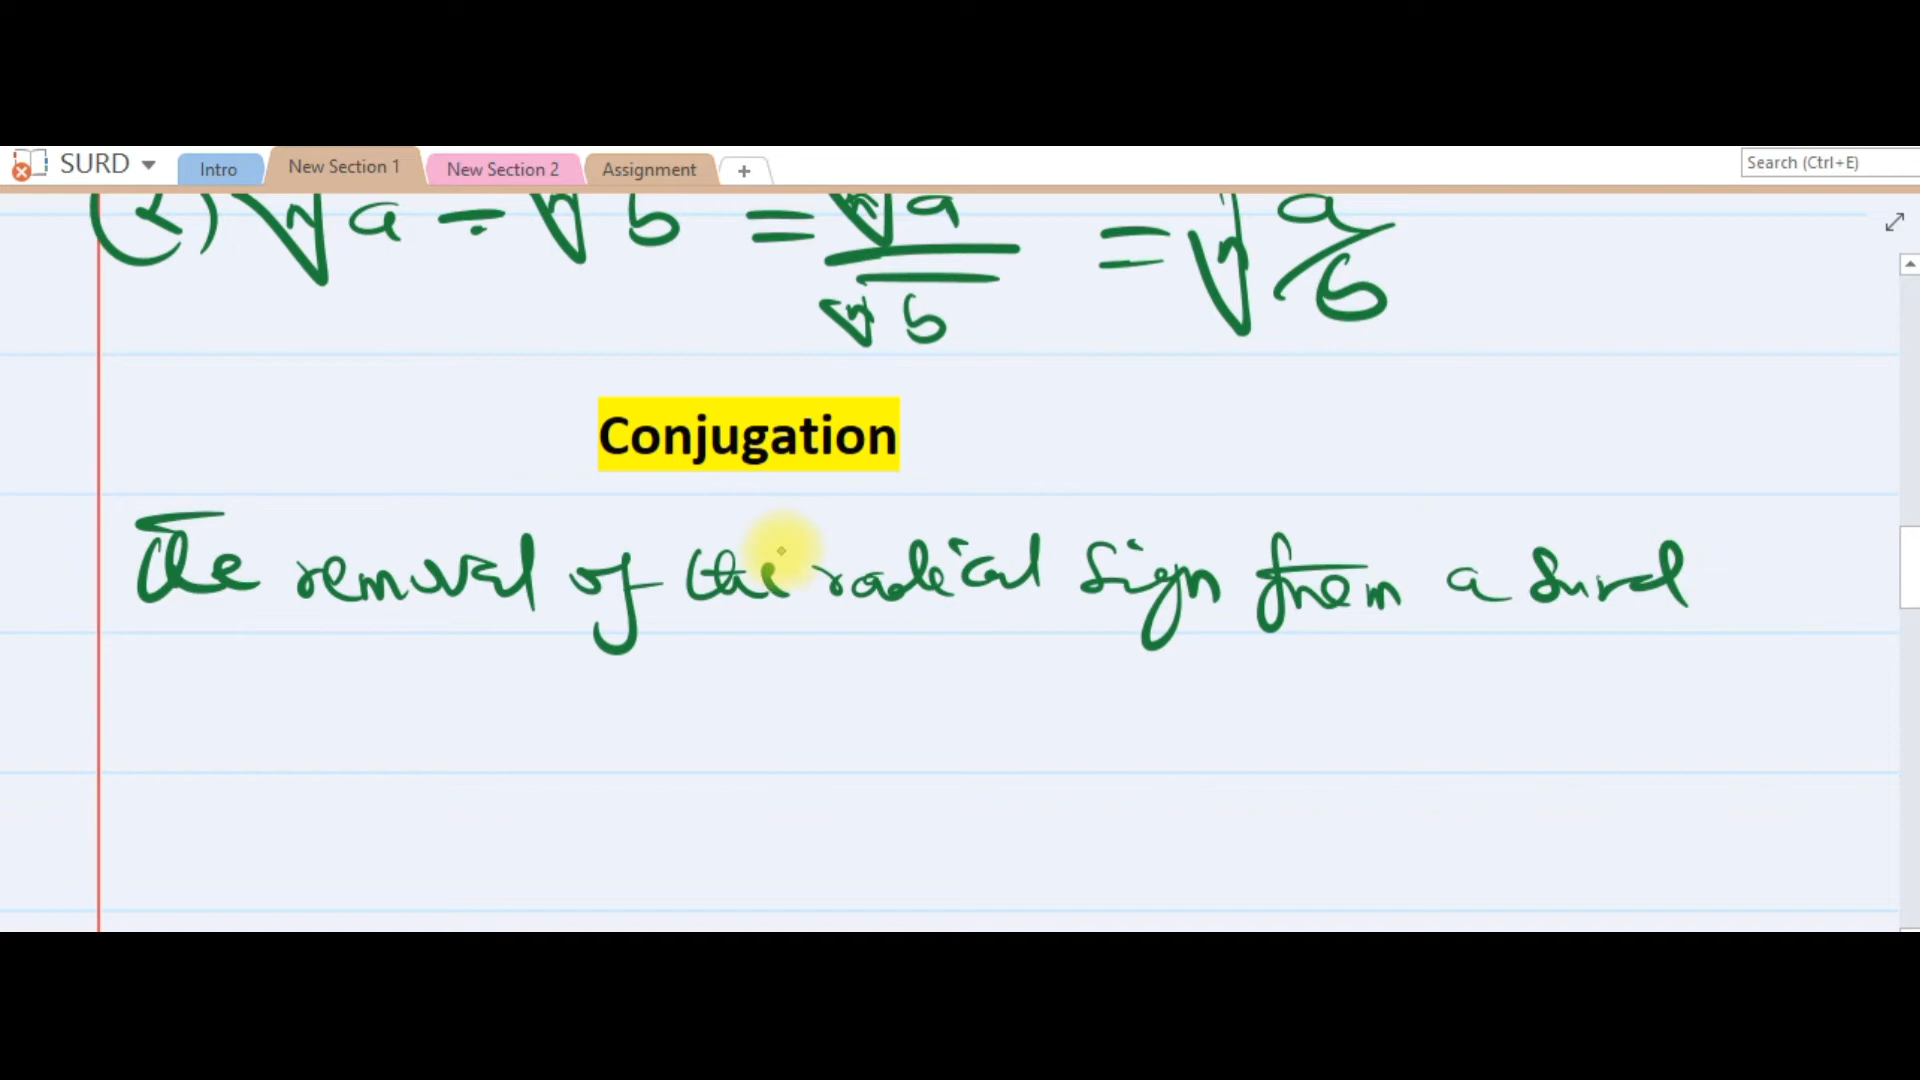 SURD Intro New Section 1 New Section 2 Assignment + Search (Ctrl+E)
(2) ⁿ√a ÷ ⁿ√b = ⁿ√a / ⁿ√b = ⁿ√a/b
Conjugation
The removal of the radical sign from a surd